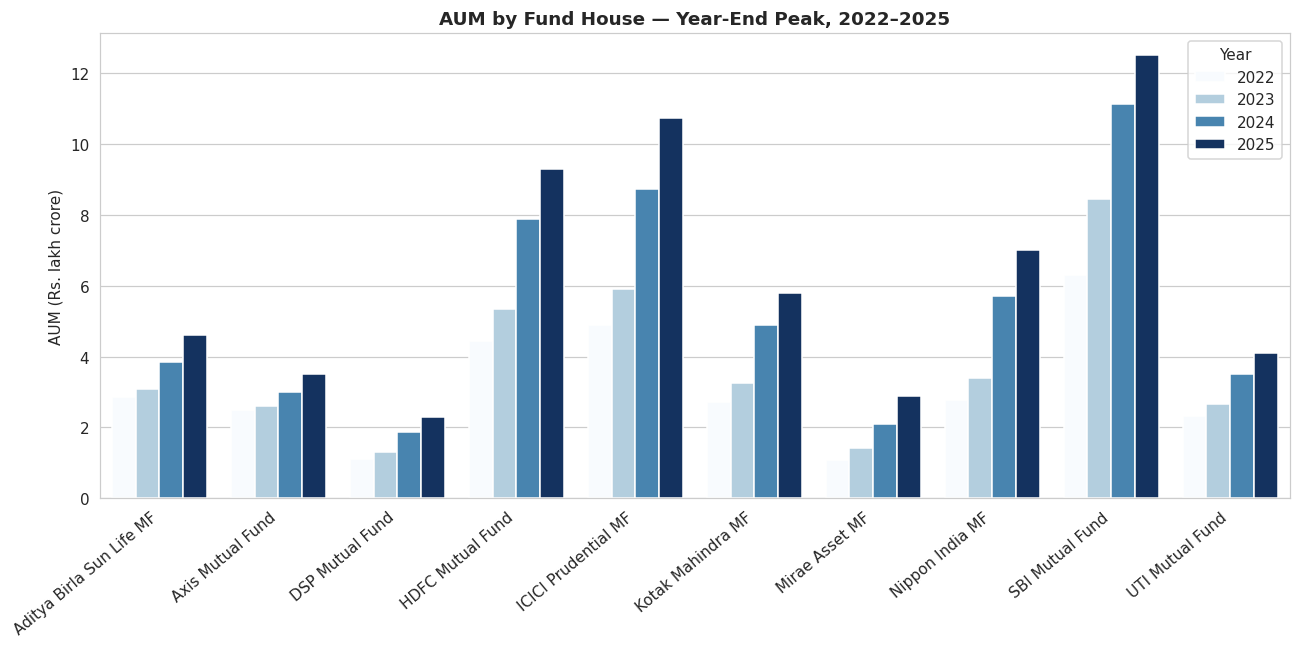 AUM by Fund House — Year-End Peak, 2022–2025
Year
2022
2023
2024
2025
AUM (Rs. lakh crore)
12
10
8
6
4
2
0
Aditya Birla Sun Life MF
Axis Mutual Fund
DSP Mutual Fund
HDFC Mutual Fund
ICICI Prudential MF
Kotak Mahindra MF
Mirae Asset MF
Nippon India MF
SBI Mutual Fund
UTI Mutual Fund